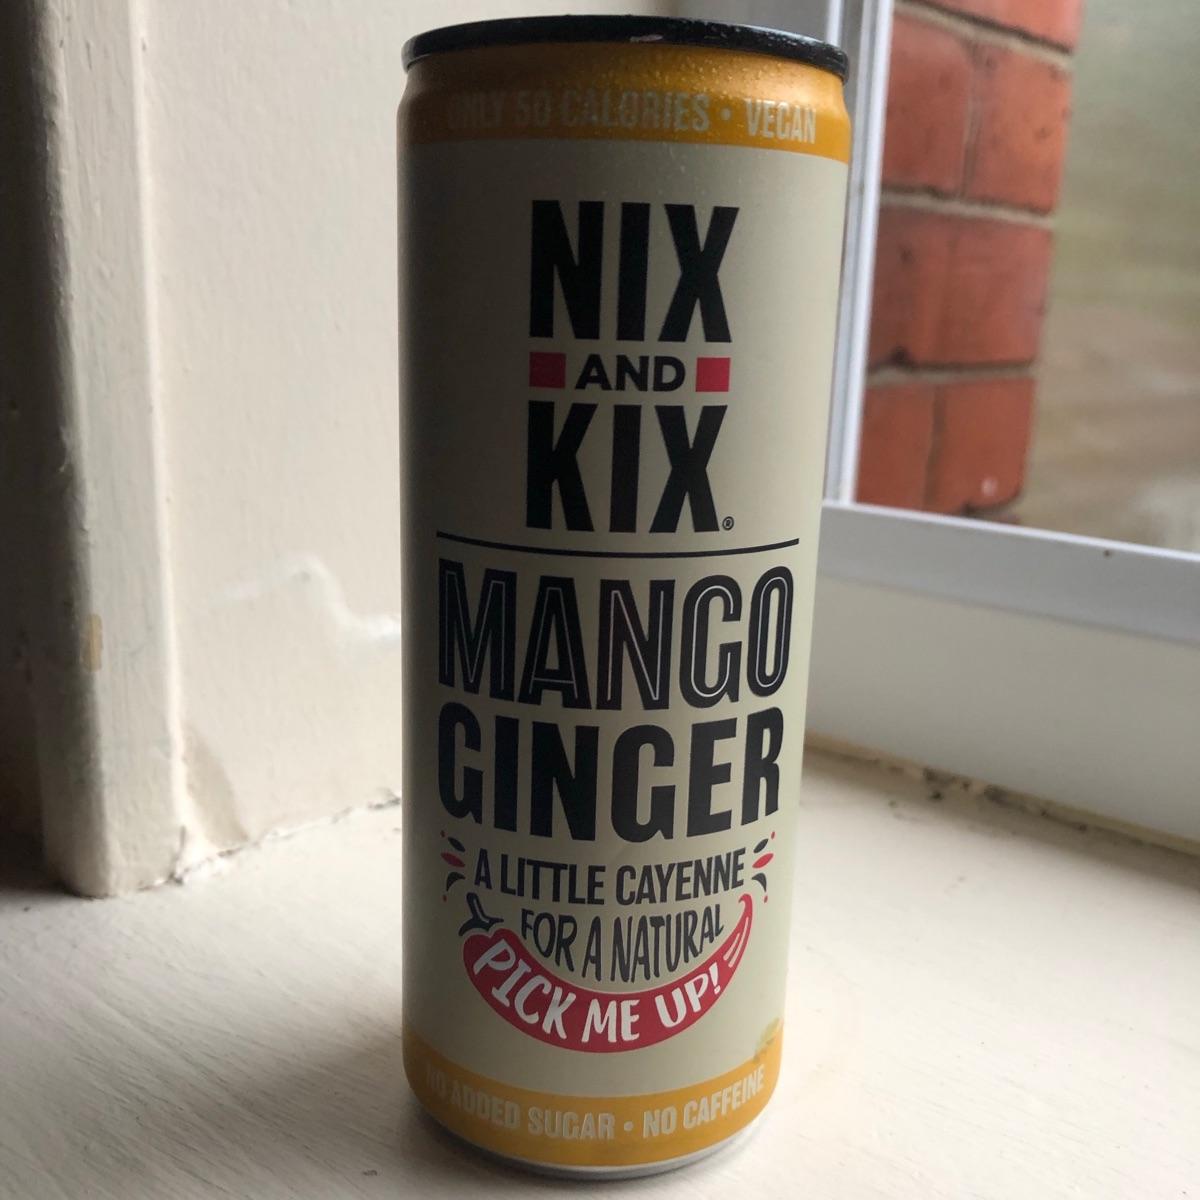 ONLY 50 CALORIES • VEGAN
NIX
AND
KIX®
MANGO
GINGER
A LITTLE CAYENNE
FOR A NATURAL
PICK ME UP!
NO ADDED SUGAR • NO CAFFEINE